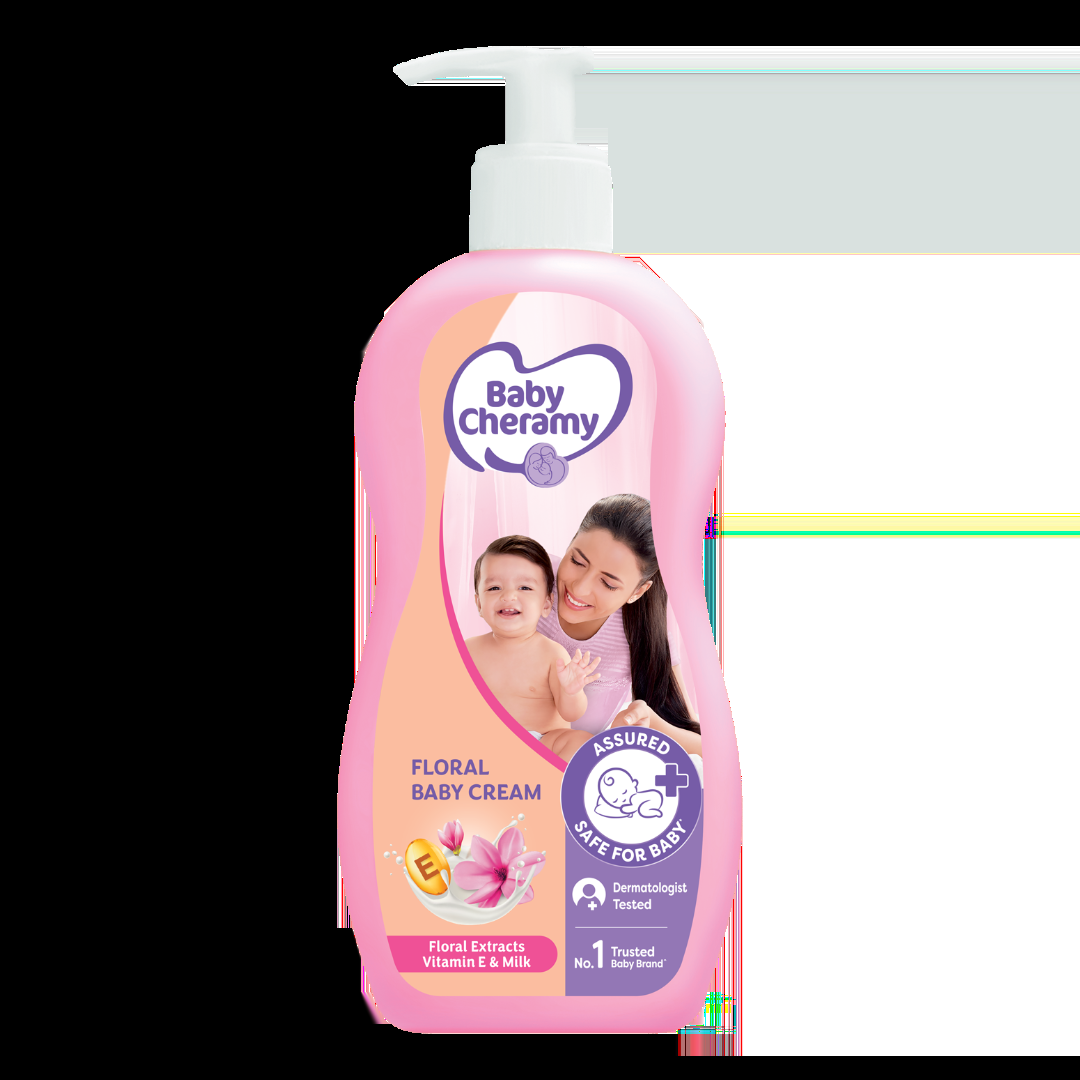 Baby
Cheramy
FLORAL
BABY CREAM
E
Floral Extracts
Vitamin E & Milk
ASSURED
SAFE FOR BABY*
Dermatologist
Tested
No.1 Trusted
Baby Brand*